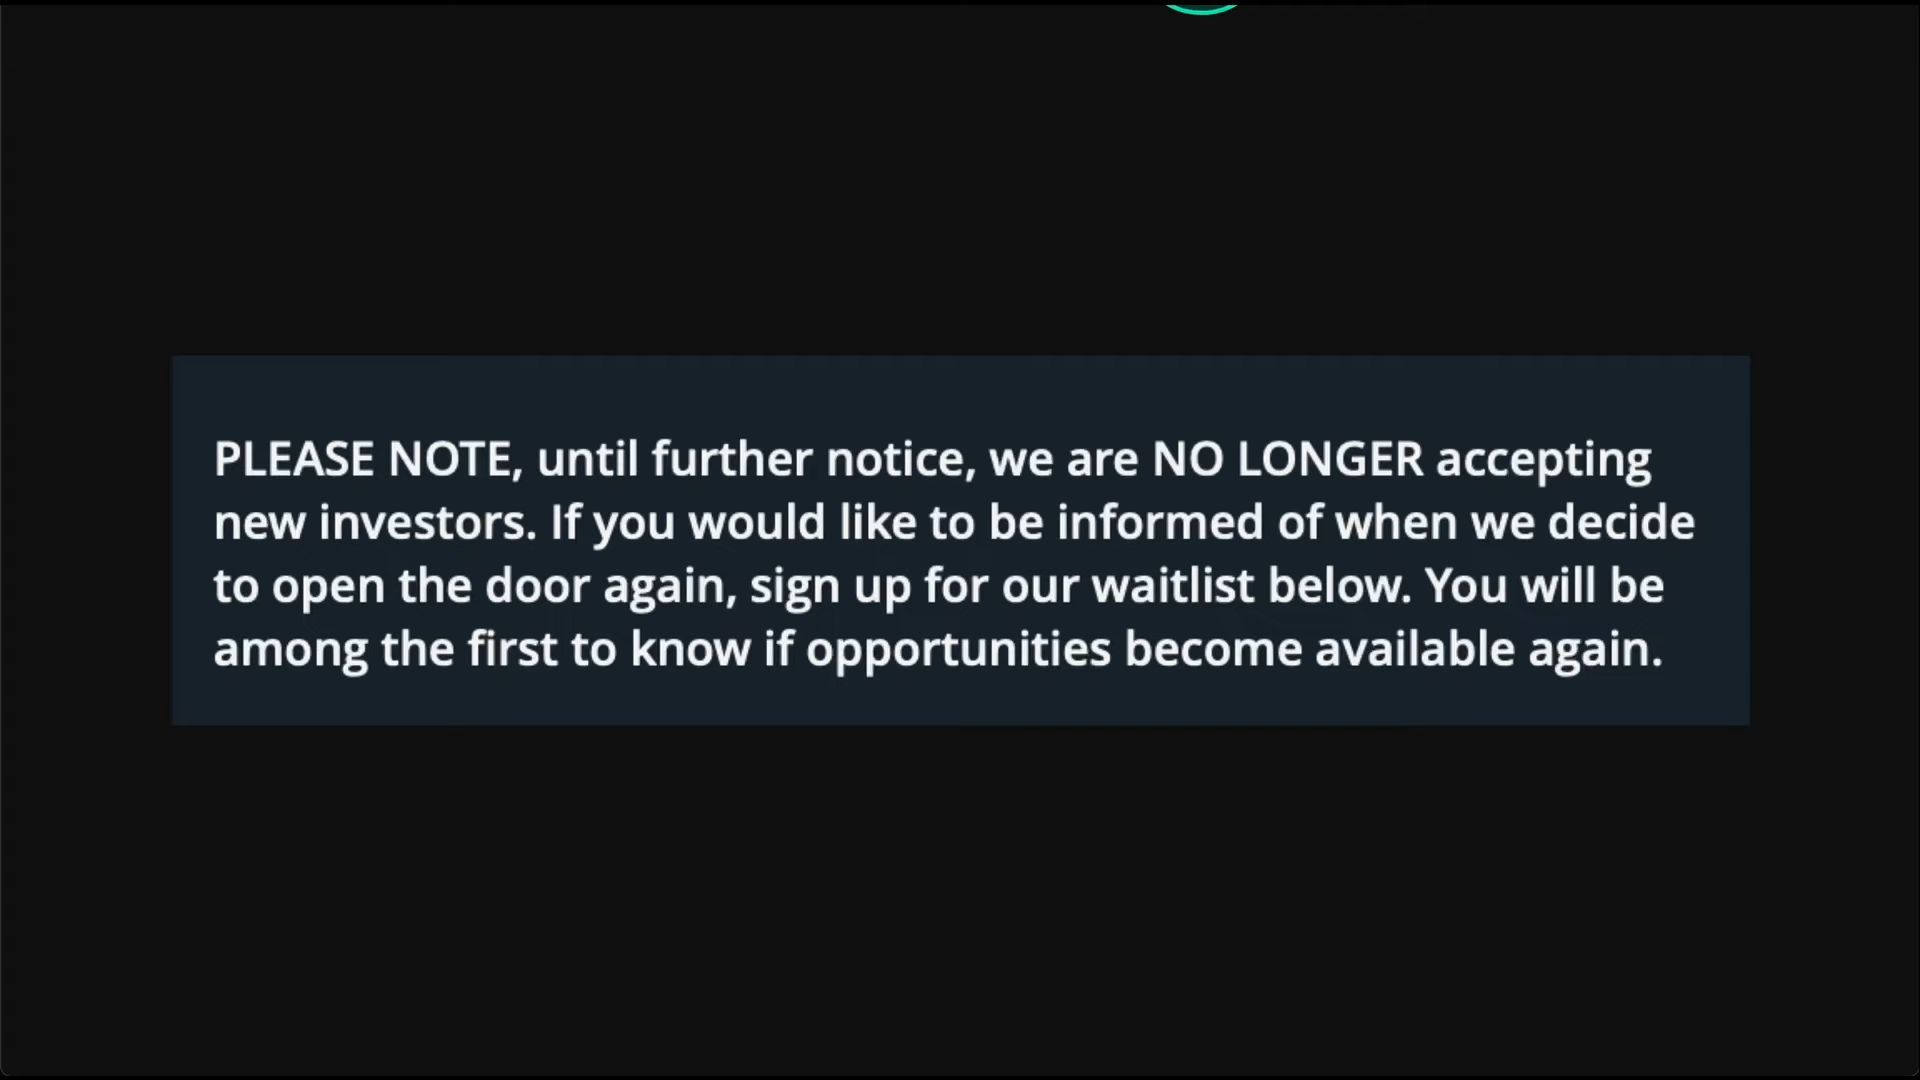 PLEASE NOTE, until further notice, we are NO LONGER accepting
new investors. If you would like to be informed of when we decide
to open the door again, sign up for our waitlist below. You will be
among the first to know if opportunities become available again.